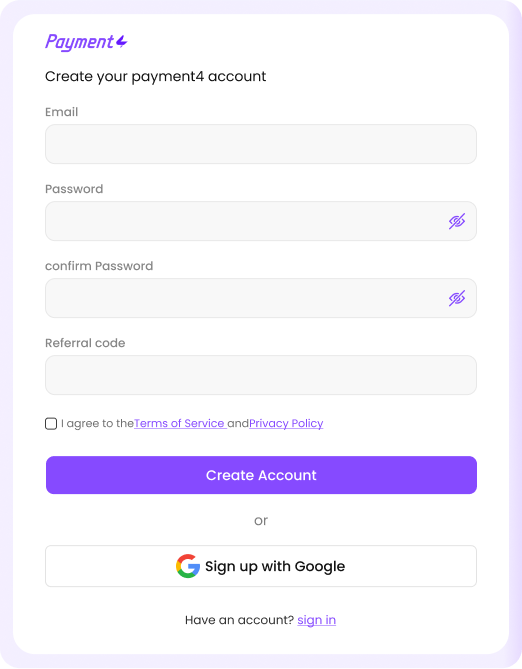 Payment4
Create your payment4 account
Email
Password
confirm Password
Referral code
I agree to theTerms of Service andPrivacy Policy
Create Account
or
Sign up with Google
Have an account? sign in